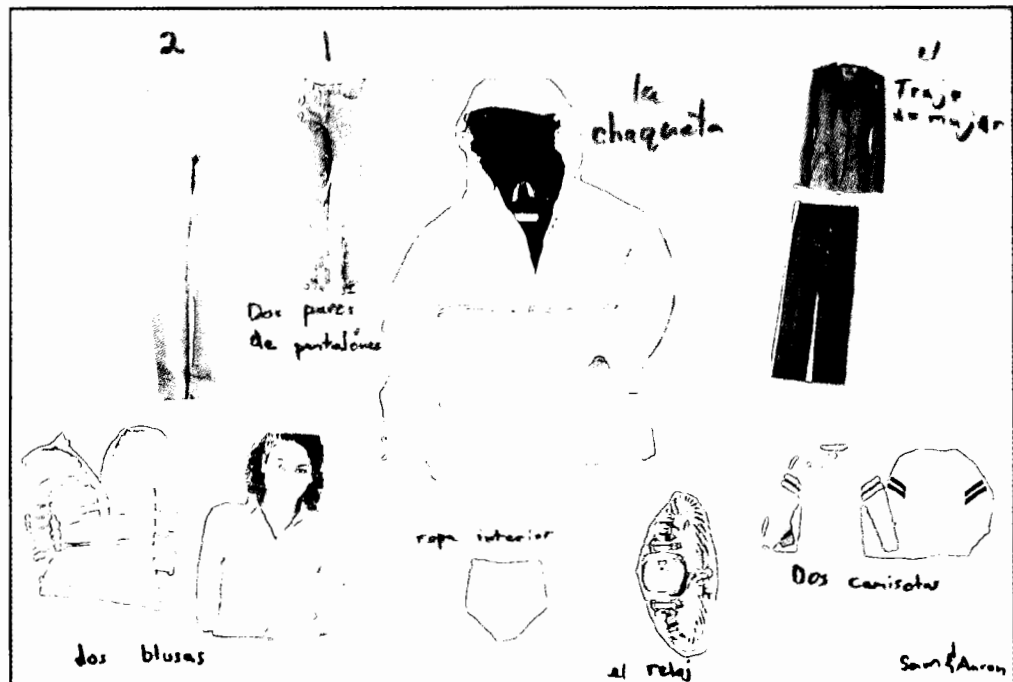 2
1
la
chaqueta
el
Traje
de mujer
Dos pares
de pantalones
ropa interior
Dos camisetas
dos blusas
el reloj
Sam & Aaron